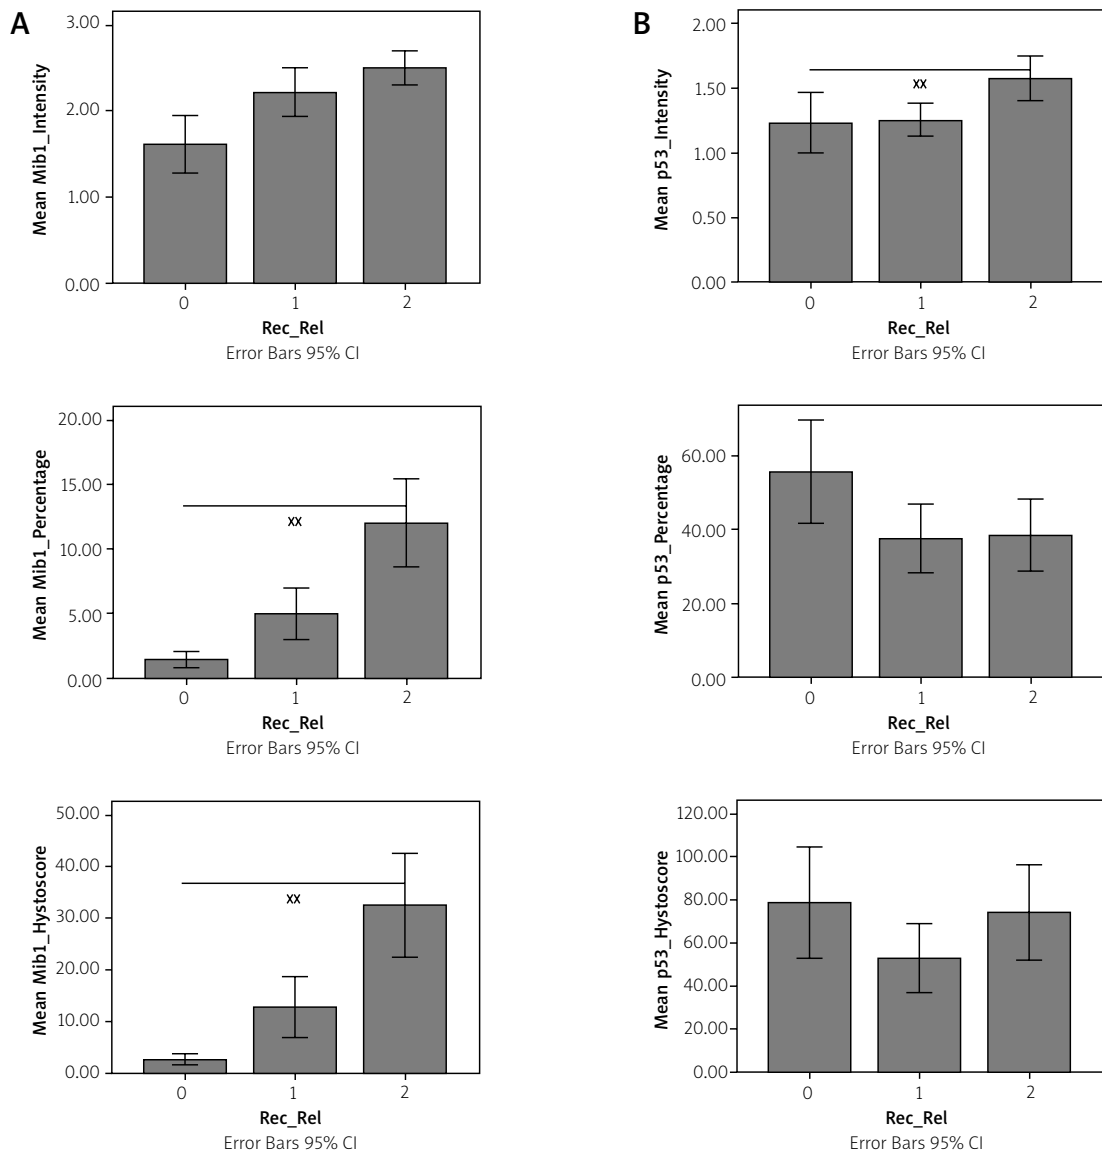 A
3.00
2.00
1.00
0.00
Mean Mib1_Intensity
0 1 2
Rec_Rel
Error Bars 95% CI
B
2.00
1.50
1.00
0.50
0.00
Mean p53_Intensity
xx
0 1 2
Rec_Rel
Error Bars 95% CI
20.00
15.00
10.00
5.00
0.00
Mean Mib1_Percentage
xx
0 1 2
Rec_Rel
Error Bars 95% CI
60.00
40.00
20.00
0.00
Mean p53_Percentage
0 1 2
Rec_Rel
Error Bars 95% CI
50.00
40.00
30.00
20.00
10.00
0.00
Mean Mib1_Hystoscore
xx
0 1 2
Rec_Rel
Error Bars 95% CI
120.00
100.00
80.00
60.00
40.00
20.00
0.00
Mean p53_Hystoscore
0 1 2
Rec_Rel
Error Bars 95% CI